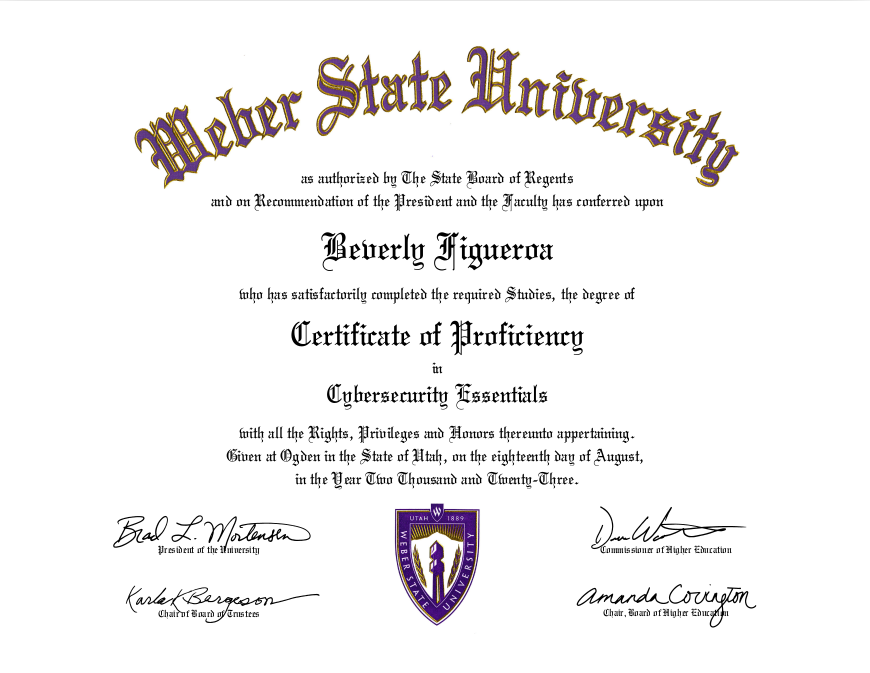 Weber State University
as authorized by The State Board of Regents
and on Recommendation of the President and the Faculty has conferred upon
Beverly Figueroa
who has satisfactorily completed the required Studies, the degree of
Certificate of Proficiency
in
Cybersecurity Essentials
with all the Rights, Privileges and Honors thereunto appertaining.
Given at Ogden in the State of Utah, on the eighteenth day of August,
in the Year Two Thousand and Twenty-Three.
Brad L. Mortensen
President of the University
Karla K Bergeson
Chair of Board of Trustees
W
UTAH 1889
WEBER STATE UNIVERSITY
Commissioner of Higher Education
Amanda Covington
Chair, Board of Higher Education